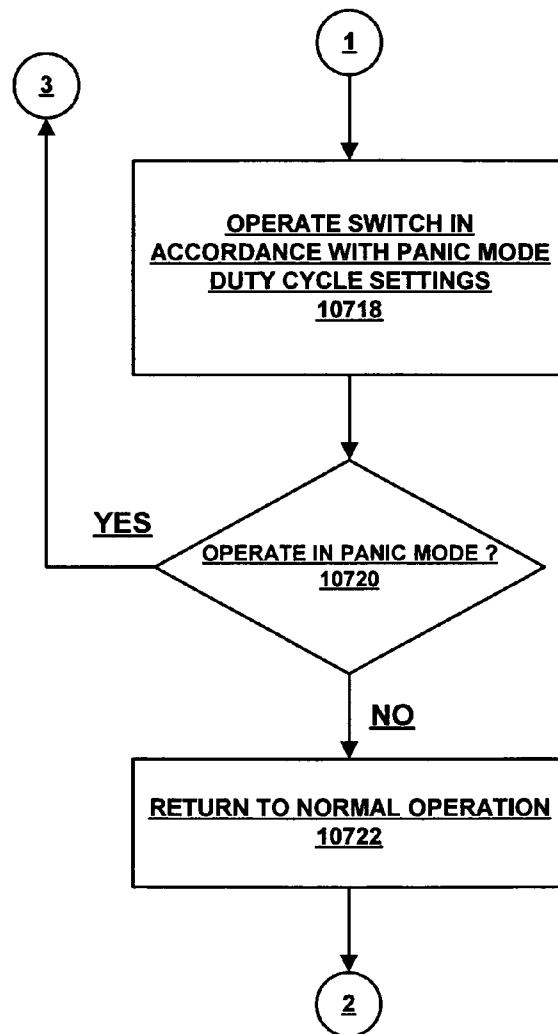 1
3
OPERATE SWITCH IN
ACCORDANCE WITH PANIC MODE
DUTY CYCLE SETTINGS
10718
YES
OPERATE IN PANIC MODE ?
10720
NO
RETURN TO NORMAL OPERATION
10722
2